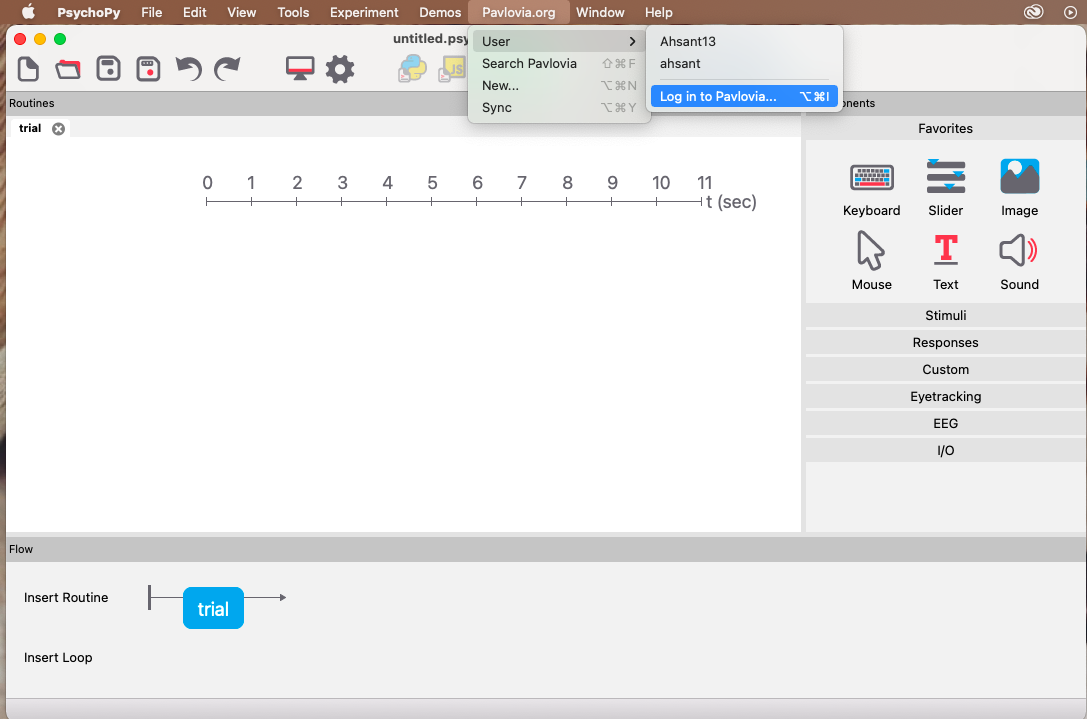 PsychoPy File Edit View Tools Experiment Demos Pavlovia.org Window Help
untitled.psy
User
Search Pavlovia ⇧⌘F
New... ⌥⌘N
Sync ⌥⌘Y
Ahsant13
ahsant
Log in to Pavlovia... ⌥⌘I
JS
Routines
onents
trial
0 1 2 3 4 5 6 7 8 9 10 11
t (sec)
Favorites
Keyboard Slider Image
T
Mouse Text Sound
Stimuli
Responses
Custom
Eyetracking
EEG
I/O
Flow
Insert Routine
trial
Insert Loop